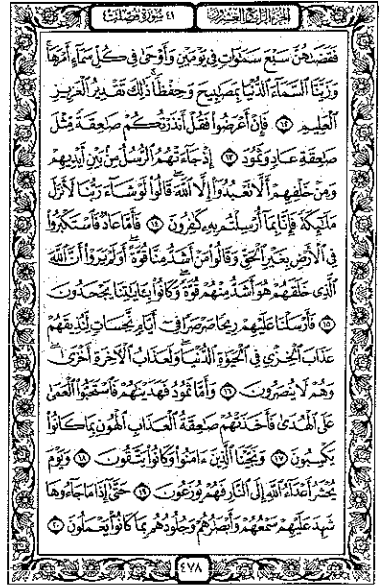 الجزء الرابع والعشرون
٤١ سورة فصلت
فَقَضَىٰهُنَّ سَبْعَ سَمَٰوَاتٍ فِى يَوْمَيْنِ وَأَوْحَىٰ فِى كُلِّ سَمَآءٍ أَمْرَهَا
وَزَيَّنَّا ٱلسَّمَآءَ ٱلدُّنْيَا بِمَصَٰبِيحَ وَحِفْظًا ذَٰلِكَ تَقْدِيرُ ٱلْعَزِيزِ
ٱلْعَلِيمِ ١٢ فَإِنْ أَعْرَضُوا۟ فَقُلْ أَنذَرْتُكُمْ صَٰعِقَةً مِّثْلَ
صَٰعِقَةِ عَادٍ وَثَمُودَ ١٣ إِذْ جَآءَتْهُمُ ٱلرُّسُلُ مِنۢ بَيْنِ أَيْدِيهِمْ
وَمِنْ خَلْفِهِمْ أَلَّا تَعْبُدُوٓا۟ إِلَّا ٱللَّهَ قَالُوا۟ لَوْ شَآءَ رَبُّنَا لَأَنزَلَ
مَلَٰٓئِكَةً فَإِنَّا بِمَآ أُرْسِلْتُم بِهِۦ كَٰفِرُونَ ١٤ فَأَمَّا عَادٌ فَٱسْتَكْبَرُوا۟
فِى ٱلْأَرْضِ بِغَيْرِ ٱلْحَقِّ وَقَالُوا۟ مَنْ أَشَدُّ مِنَّا قُوَّةً أَوَلَمْ يَرَوْا۟ أَنَّ ٱللَّهَ
ٱلَّذِى خَلَقَهُمْ هُوَ أَشَدُّ مِنْهُمْ قُوَّةً وَكَانُوا۟ بِـَٔايَٰتِنَا يَجْحَدُونَ
١٥ فَأَرْسَلْنَا عَلَيْهِمْ رِيحًا صَرْصَرًا فِىٓ أَيَّامٍ نَّحِسَاتٍ لِّنُذِيقَهُمْ
عَذَابَ ٱلْخِزْىِ فِى ٱلْحَيَوٰةِ ٱلدُّنْيَا وَلَعَذَابُ ٱلْءَاخِرَةِ أَخْزَىٰ
وَهُمْ لَا يُنصَرُونَ ١٦ وَأَمَّا ثَمُودُ فَهَدَيْنَٰهُمْ فَٱسْتَحَبُّوا۟ ٱلْعَمَىٰ
عَلَى ٱلْهُدَىٰ فَأَخَذَتْهُمْ صَٰعِقَةُ ٱلْعَذَابِ ٱلْهُونِ بِمَا كَانُوا۟
يَكْسِبُونَ ١٧ وَنَجَّيْنَا ٱلَّذِينَ ءَامَنُوا۟ وَكَانُوا۟ يَتَّقُونَ ١٨ وَيَوْمَ
يُحْشَرُ أَعْدَآءُ ٱللَّهِ إِلَى ٱلنَّارِ فَهُمْ يُوزَعُونَ ١٩ حَتَّىٰٓ إِذَا مَا جَآءُوهَا
شَهِدَ عَلَيْهِمْ سَمْعُهُمْ وَأَبْصَٰرُهُمْ وَجُلُودُهُم بِمَا كَانُوا۟ يَعْمَلُونَ ٢٠
٤٧٨